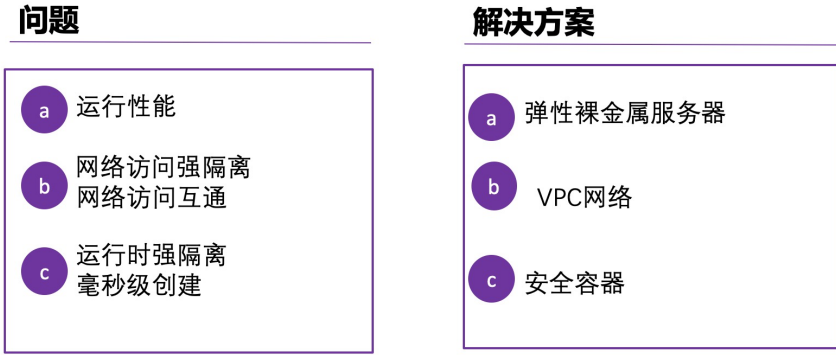 问题
a 运行性能
b 网络访问强隔离
网络访问互通
c 运行时强隔离
毫秒级创建
解决方案
a 弹性裸金属服务器
b VPC网络
c 安全容器